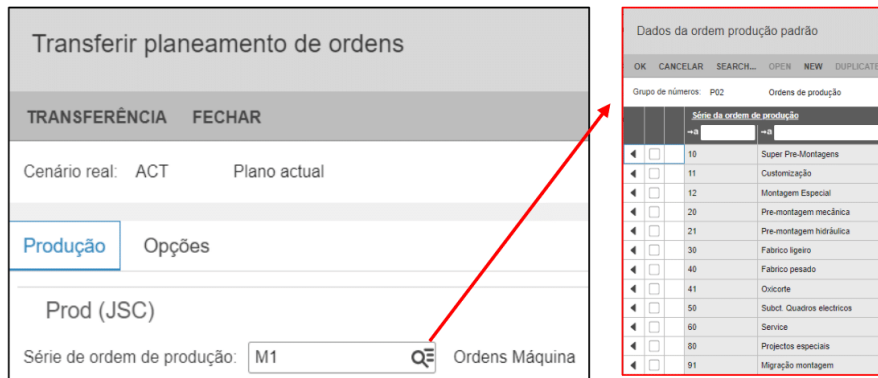 Transferir planeamento de ordens
TRANSFERÊNCIA FECHAR
Cenário real: ACT Plano actual
Produção Opções
Prod (JSC)
Série de ordem de produção: M1 Ordens Máquina
Dados da ordem produção padrão
OK CANCELAR SEARCH... OPEN NEW DUPLICATE
Grupo de números: P02 Ordens de produção
Série da ordem de produção
10 Super Pre-Montagens
11 Customização
12 Montagem Especial
20 Pre-montagem mecânica
21 Pre-montagem hidráulica
30 Fabrico ligeiro
40 Fabrico pesado
41 Oxicorte
50 Subct. Quadros electricos
60 Service
80 Projectos especiais
91 Migração montagem